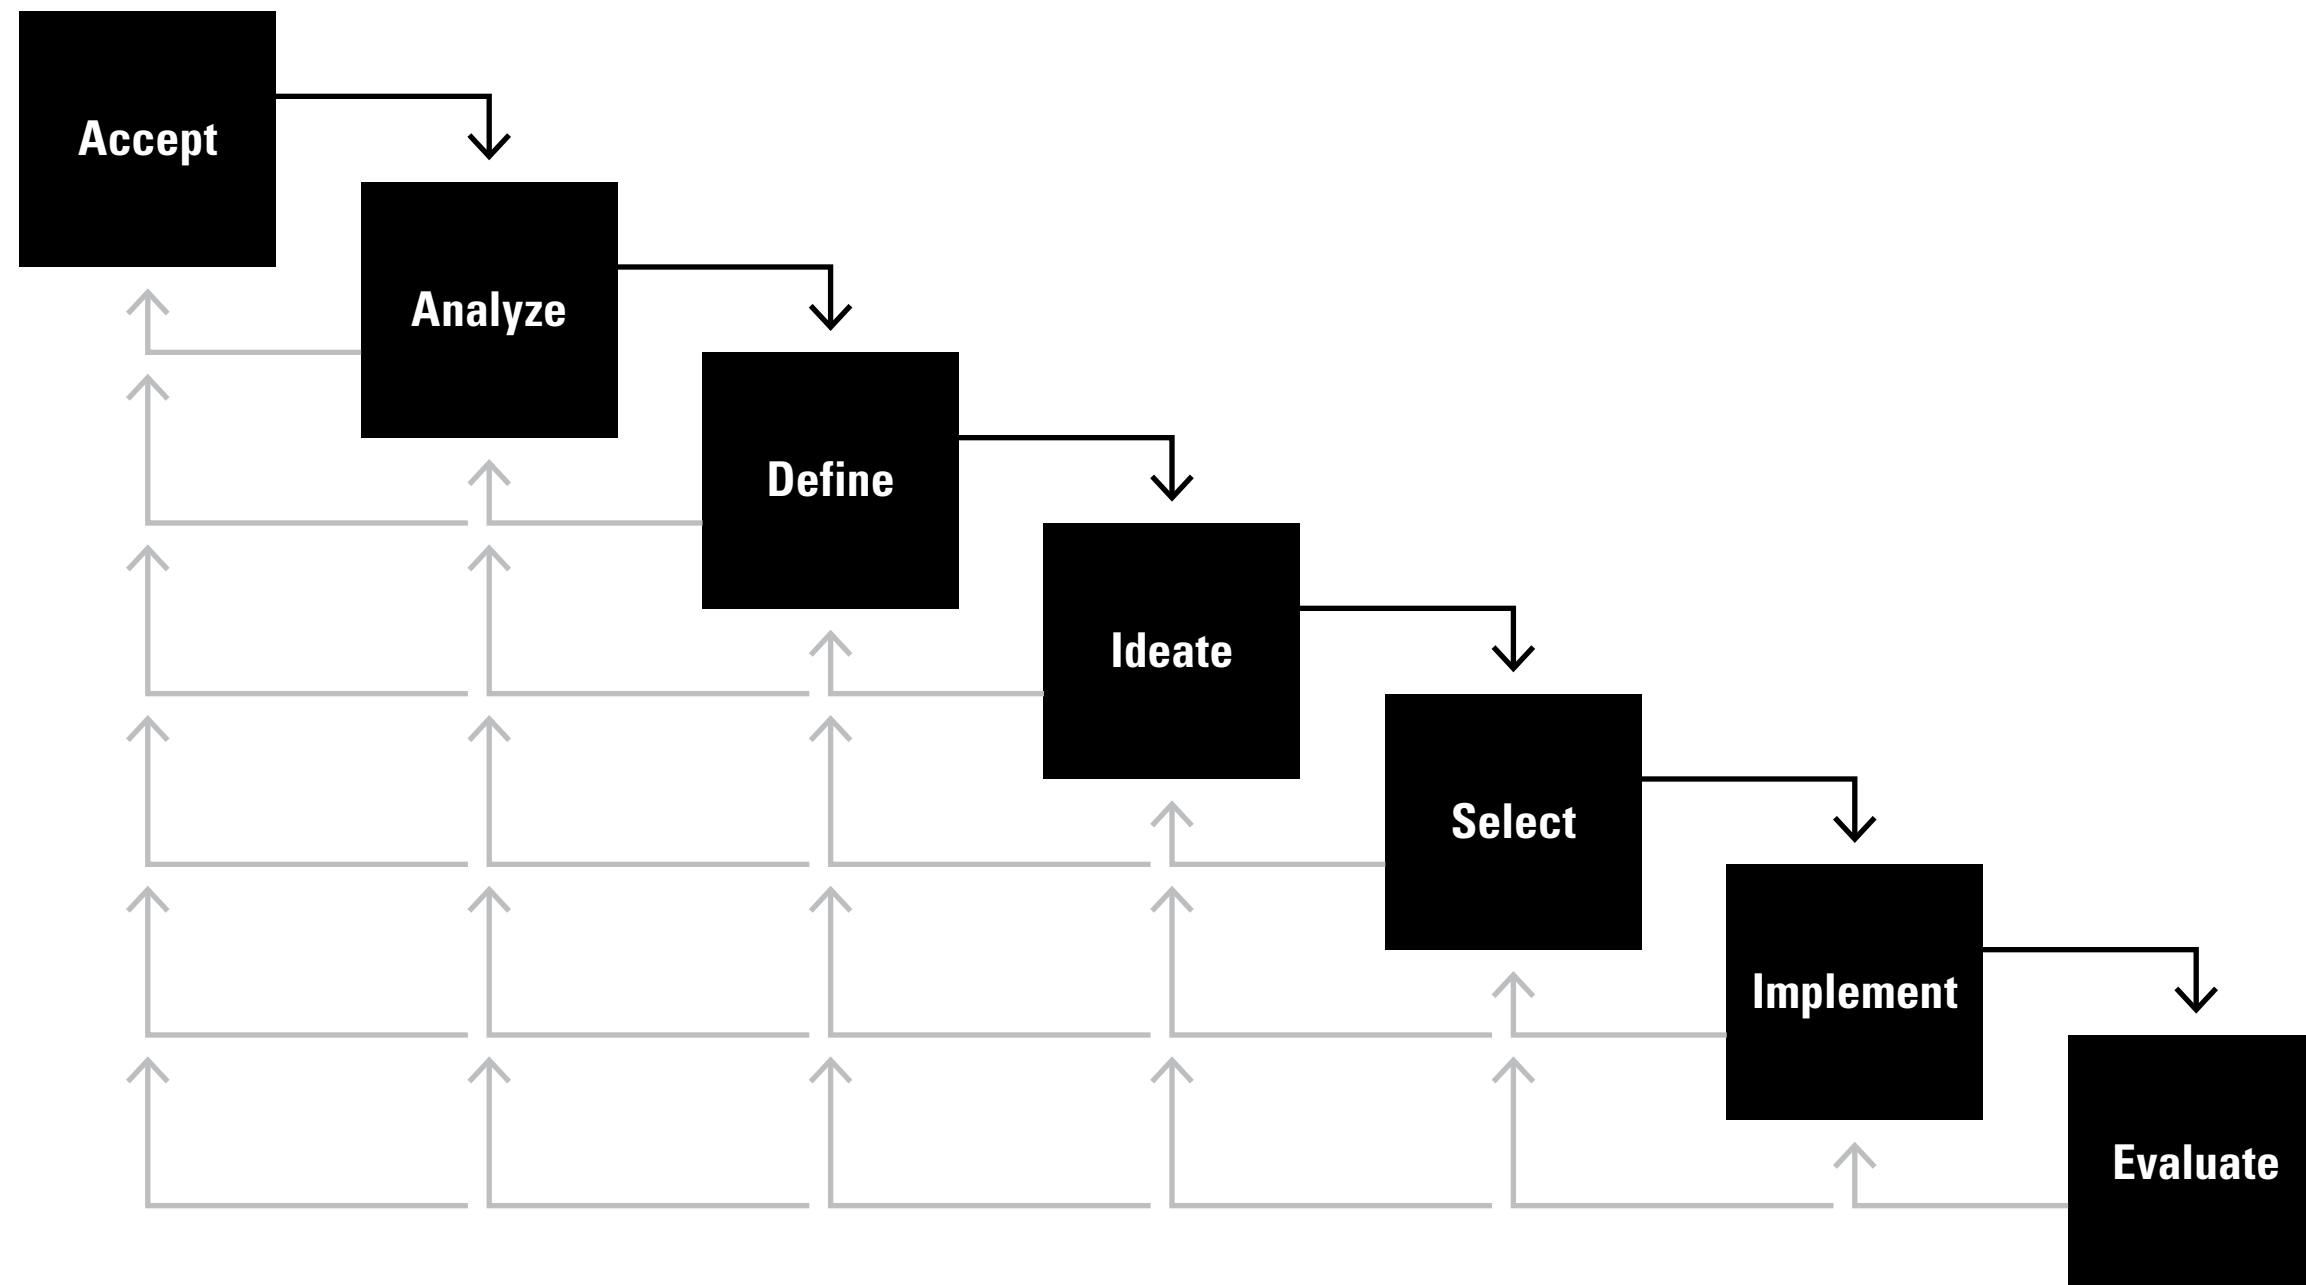 Accept
Analyze
Define
Ideate
Select
Implement
Evaluate